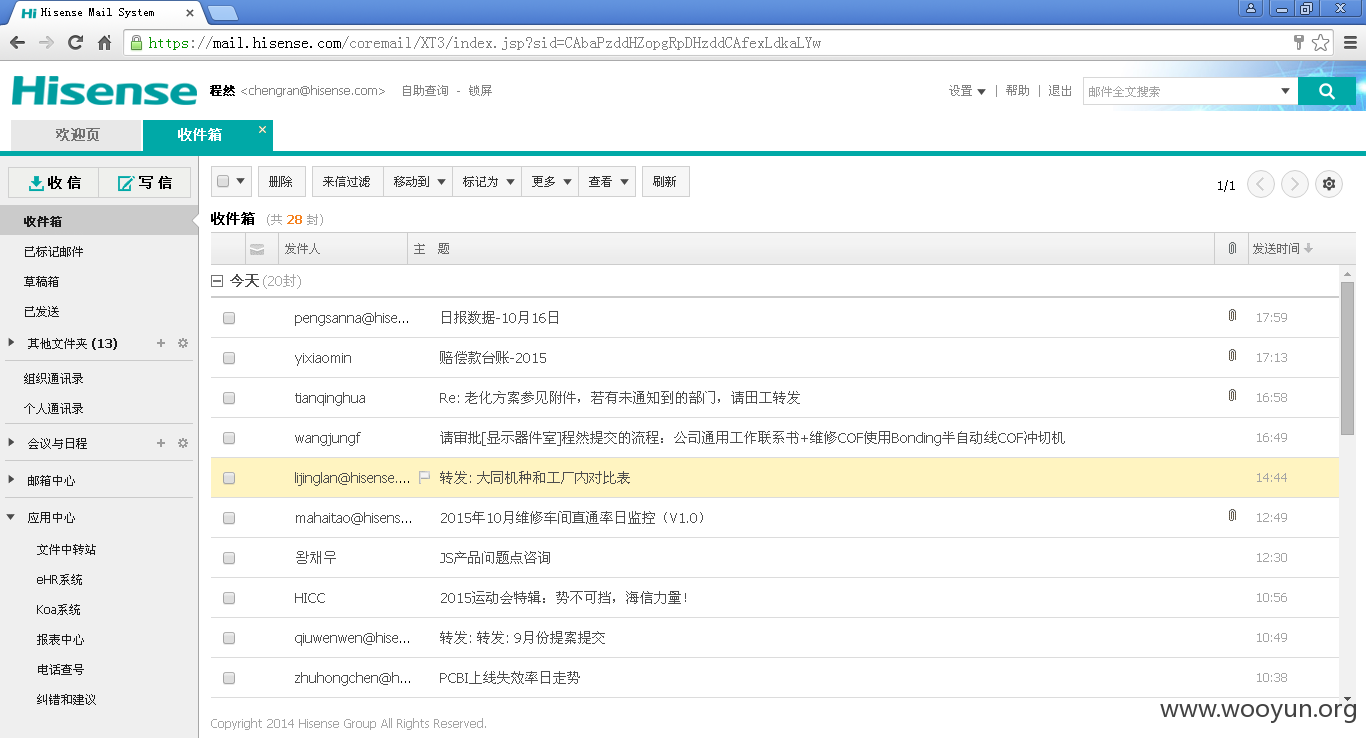 Hisense Mail System
https://mail.hisense.com/coremail/XT3/index.jsp?sid=CAbaPzddHZopgRpDHzddCAfexLdkaLYw
Hisense 程然 <chengran@hisense.com> 自助查询 - 锁屏 设置 | 帮助 | 退出 邮件全文搜索
欢迎页 收件箱
收信 写信 删除 来信过滤 移动到 标记为 更多 查看 刷新 1/1
收件箱
已标记邮件
草稿箱
已发送
其他文件夹 (13)
组织通讯录
个人通讯录
会议与日程
邮箱中心
应用中心
文件中转站
eHR系统
Koa系统
报表中心
电话查号
纠错和建议
收件箱 (共 28 封)
发件人 主 题 发送时间
今天 (20封)
pengsanna@hise... 日报数据-10月16日 17:59
yixiaomin 赔偿款台账-2015 17:13
tianqinghua Re: 老化方案参见附件，若有未通知到的部门，请田工转发 16:58
wangjungf 请审批[显示器件室]程然提交的流程：公司通用工作联系书+维修COF使用Bonding半自动线COF冲切机 16:49
lijinglan@hisense.... 转发: 大同机种和工厂内对比表 14:44
mahaitao@hisens... 2015年10月维修车间直通率日监控（V1.0） 12:49
왕채우 JS产品问题点咨询 12:30
HICC 2015运动会特辑：势不可挡，海信力量！ 10:56
qiuwenwen@hise... 转发: 转发: 9月份提案提交 10:49
zhuhongchen@h... PCBI上线失效率日走势 10:38
Copyright 2014 Hisense Group All Rights Reserved.
www.wooyun.org